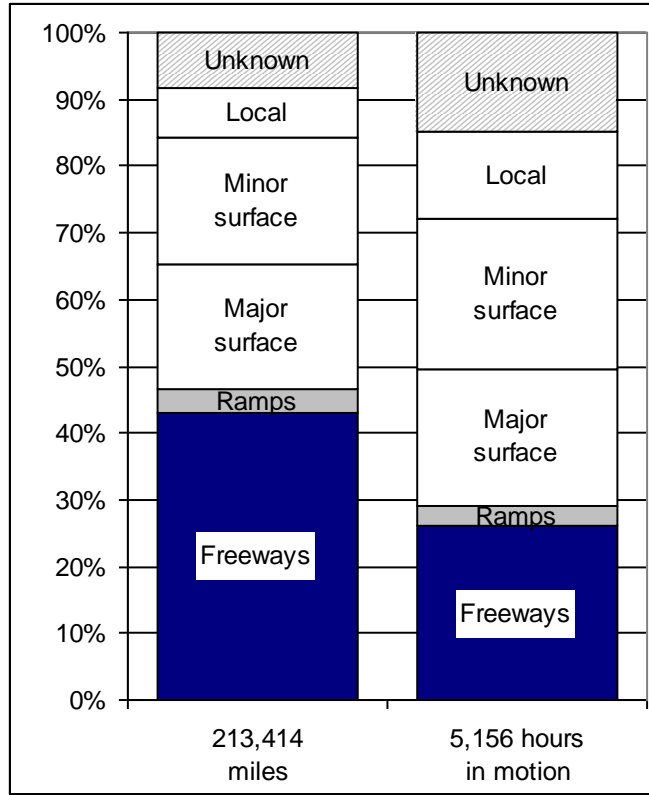 100%
90%
80%
70%
60%
50%
40%
30%
20%
10%
0%
Unknown
Local
Minor
surface
Major
surface
Ramps
Freeways
Unknown
Local
Minor
surface
Major
surface
Ramps
Freeways
213,414
miles
5,156 hours
in motion